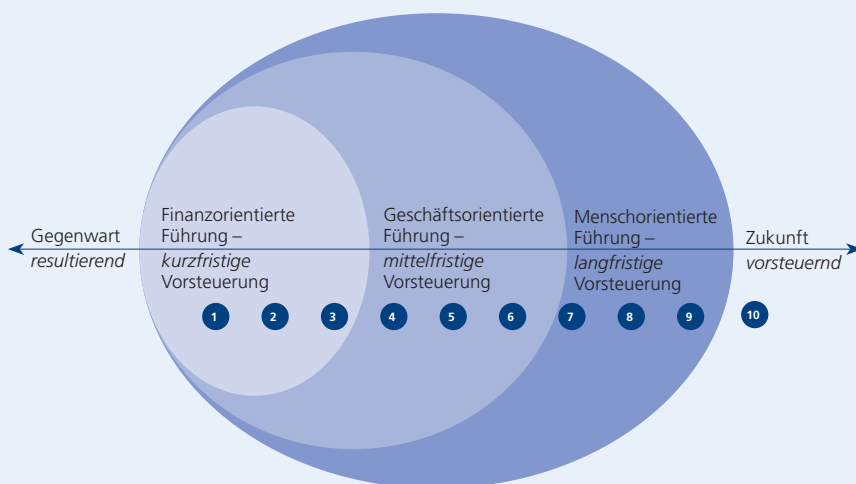 Gegenwart
resultierend
Finanzorientierte
Führung –
kurzfristige
Vorsteuerung
Geschäftsorientierte
Führung –
mittelfristige
Vorsteuerung
Menschorientierte
Führung –
langfristige
Vorsteuerung
Zukunft
vorsteuernd
1 2 3 4 5 6 7 8 9 10